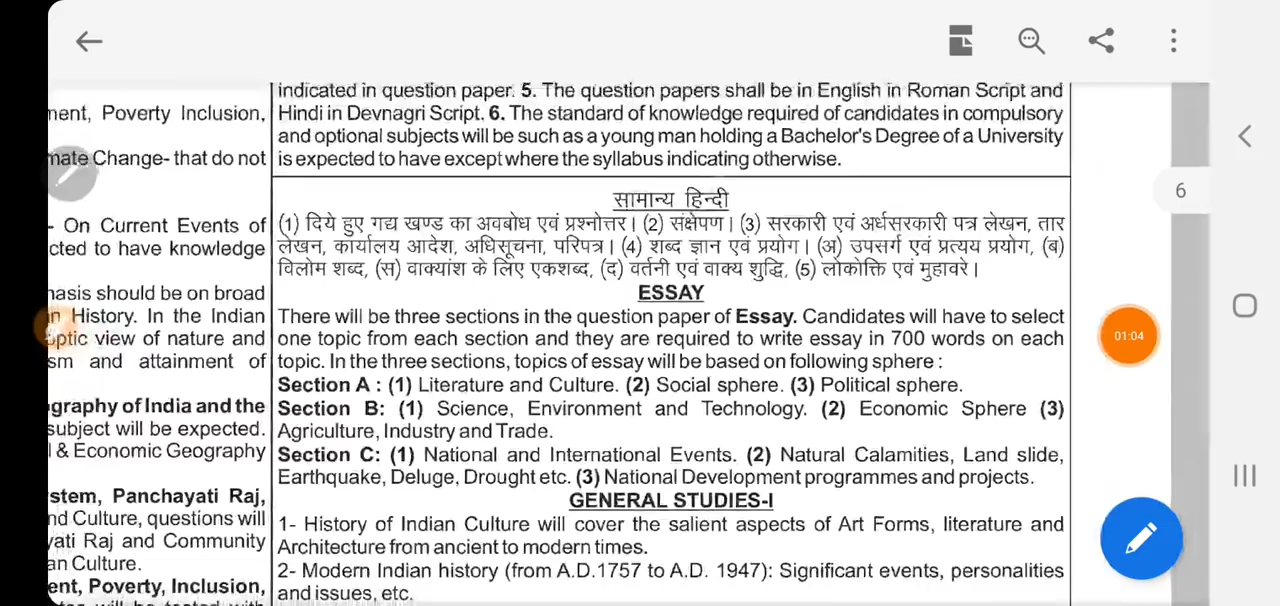 ment, Poverty Inclusion,
mate Change- that do not
- On Current Events of
cted to have knowledge
nasis should be on broad
n History. In the Indian
optic view of nature and
sm and attainment of
graphy of India and the
subject will be expected.
l & Economic Geography
stem, Panchayati Raj,
nd Culture, questions will
yati Raj and Community
an Culture.
ent, Poverty, Inclusion,
indicated in question paper. 5. The question papers shall be in English in Roman Script and
Hindi in Devnagri Script. 6. The standard of knowledge required of candidates in compulsory
and optional subjects will be such as a young man holding a Bachelor's Degree of a University
is expected to have except where the syllabus indicating otherwise.
सामान्य हिन्दी
(1) दिये हुए गद्य खण्ड का अवबोध एवं प्रश्नोत्तर। (2) संक्षेपण। (3) सरकारी एवं अर्धसरकारी पत्र लेखन, तार
लेखन, कार्यालय आदेश, अधिसूचना, परिपत्र। (4) शब्द ज्ञान एवं प्रयोग। (अ) उपसर्ग एवं प्रत्यय प्रयोग, (ब)
विलोम शब्द, (स) वाक्यांश के लिए एकशब्द, (द) वर्तनी एवं वाक्य शुद्धि, (5) लोकोक्ति एवं मुहावरे।
ESSAY
There will be three sections in the question paper of Essay. Candidates will have to select
one topic from each section and they are required to write essay in 700 words on each
topic. In the three sections, topics of essay will be based on following sphere :
Section A : (1) Literature and Culture. (2) Social sphere. (3) Political sphere.
Section B: (1) Science, Environment and Technology. (2) Economic Sphere (3)
Agriculture, Industry and Trade.
Section C: (1) National and International Events. (2) Natural Calamities, Land slide,
Earthquake, Deluge, Drought etc. (3) National Development programmes and projects.
GENERAL STUDIES-I
1- History of Indian Culture will cover the salient aspects of Art Forms, literature and
Architecture from ancient to modern times.
2- Modern Indian history (from A.D.1757 to A.D. 1947): Significant events, personalities
and issues, etc.
6
01:04